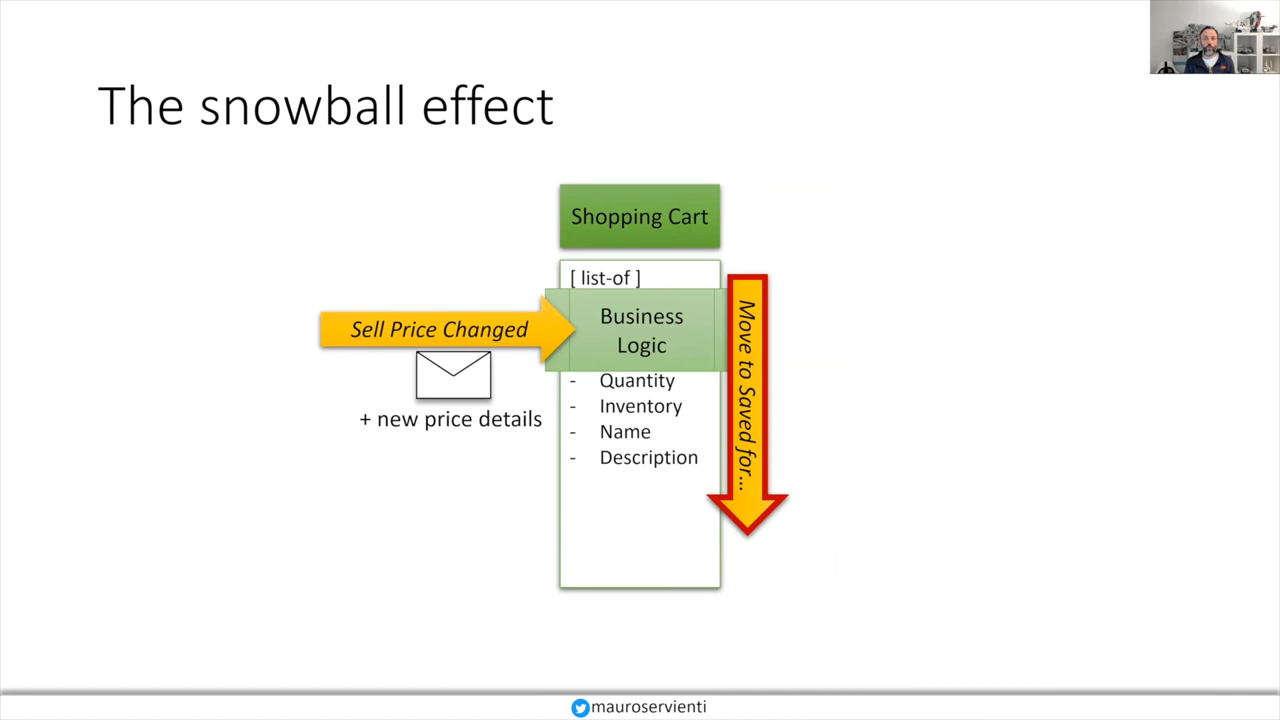 The snowball effect
Shopping Cart
[ list-of ]
Sell Price Changed
Business
Logic
+ new price details
- Quantity
- Inventory
- Name
- Description
Move to Saved for...
mauroservienti